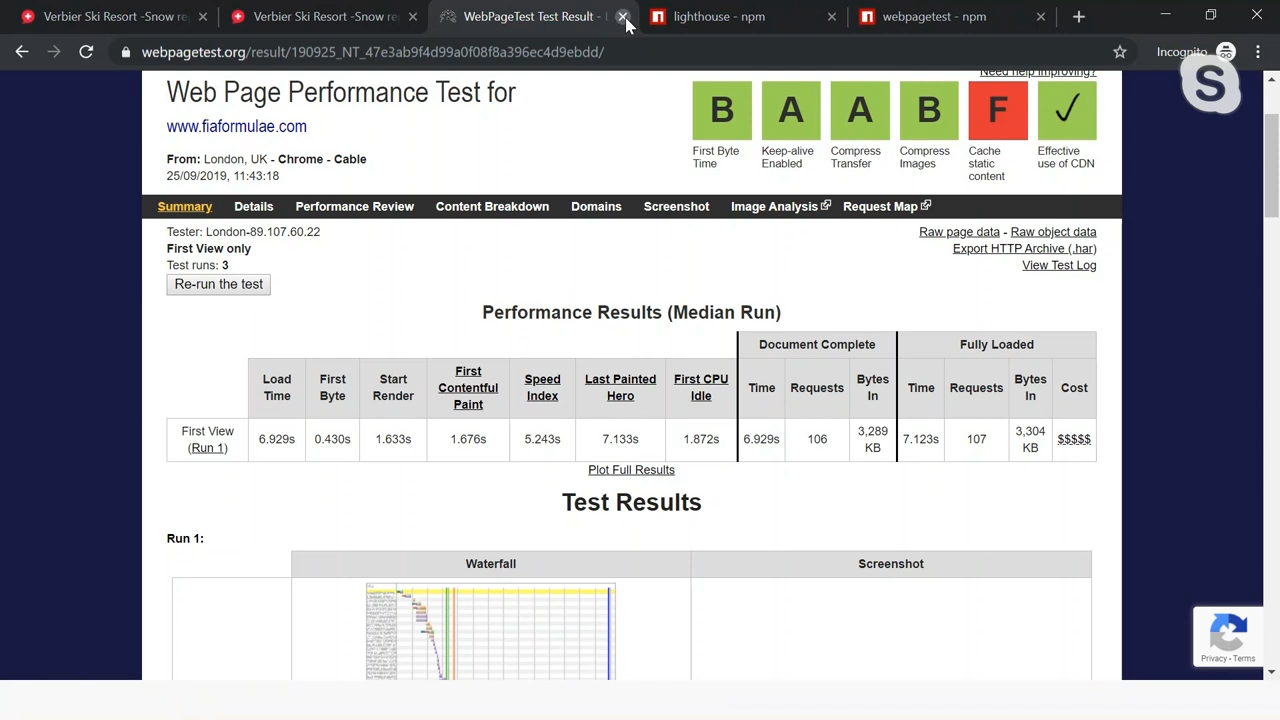 Verbier Ski Resort -Snow re
Verbier Ski Resort -Snow re
WebPageTest Test Result - L
lighthouse - npm
webpagetest - npm
webpagetest.org/result/190925_NT_47e3ab9f4d99a0f08f8a396ec4d9ebdd/
Incognito
S
Need help improving?
Web Page Performance Test for
www.fiaformulae.com
From: London, UK - Chrome - Cable
25/09/2019, 11:43:18
B
A
A
B
F
First Byte
Time
Keep-alive
Enabled
Compress
Transfer
Compress
Images
Cache
static
content
Effective
use of CDN
Summary Details Performance Review Content Breakdown Domains Screenshot Image Analysis Request Map
Tester: London-89.107.60.22
First View only
Test runs: 3
Re-run the test
Raw page data - Raw object data
Export HTTP Archive (.har)
View Test Log
Performance Results (Median Run)
Document Complete
Fully Loaded
Load
Time
First
Byte
Start
Render
First
Contentful
Paint
Speed
Index
Last Painted
Hero
First CPU
Idle
Time
Requests
Bytes
In
Time
Requests
Bytes
In
Cost
First View
(Run 1)
6.929s
0.430s
1.633s
1.676s
5.243s
7.133s
1.872s
6.929s
106
3,289
KB
7.123s
107
3,304
KB
$$$$$
Plot Full Results
Test Results
Run 1:
Waterfall
Screenshot
Privacy - Terms